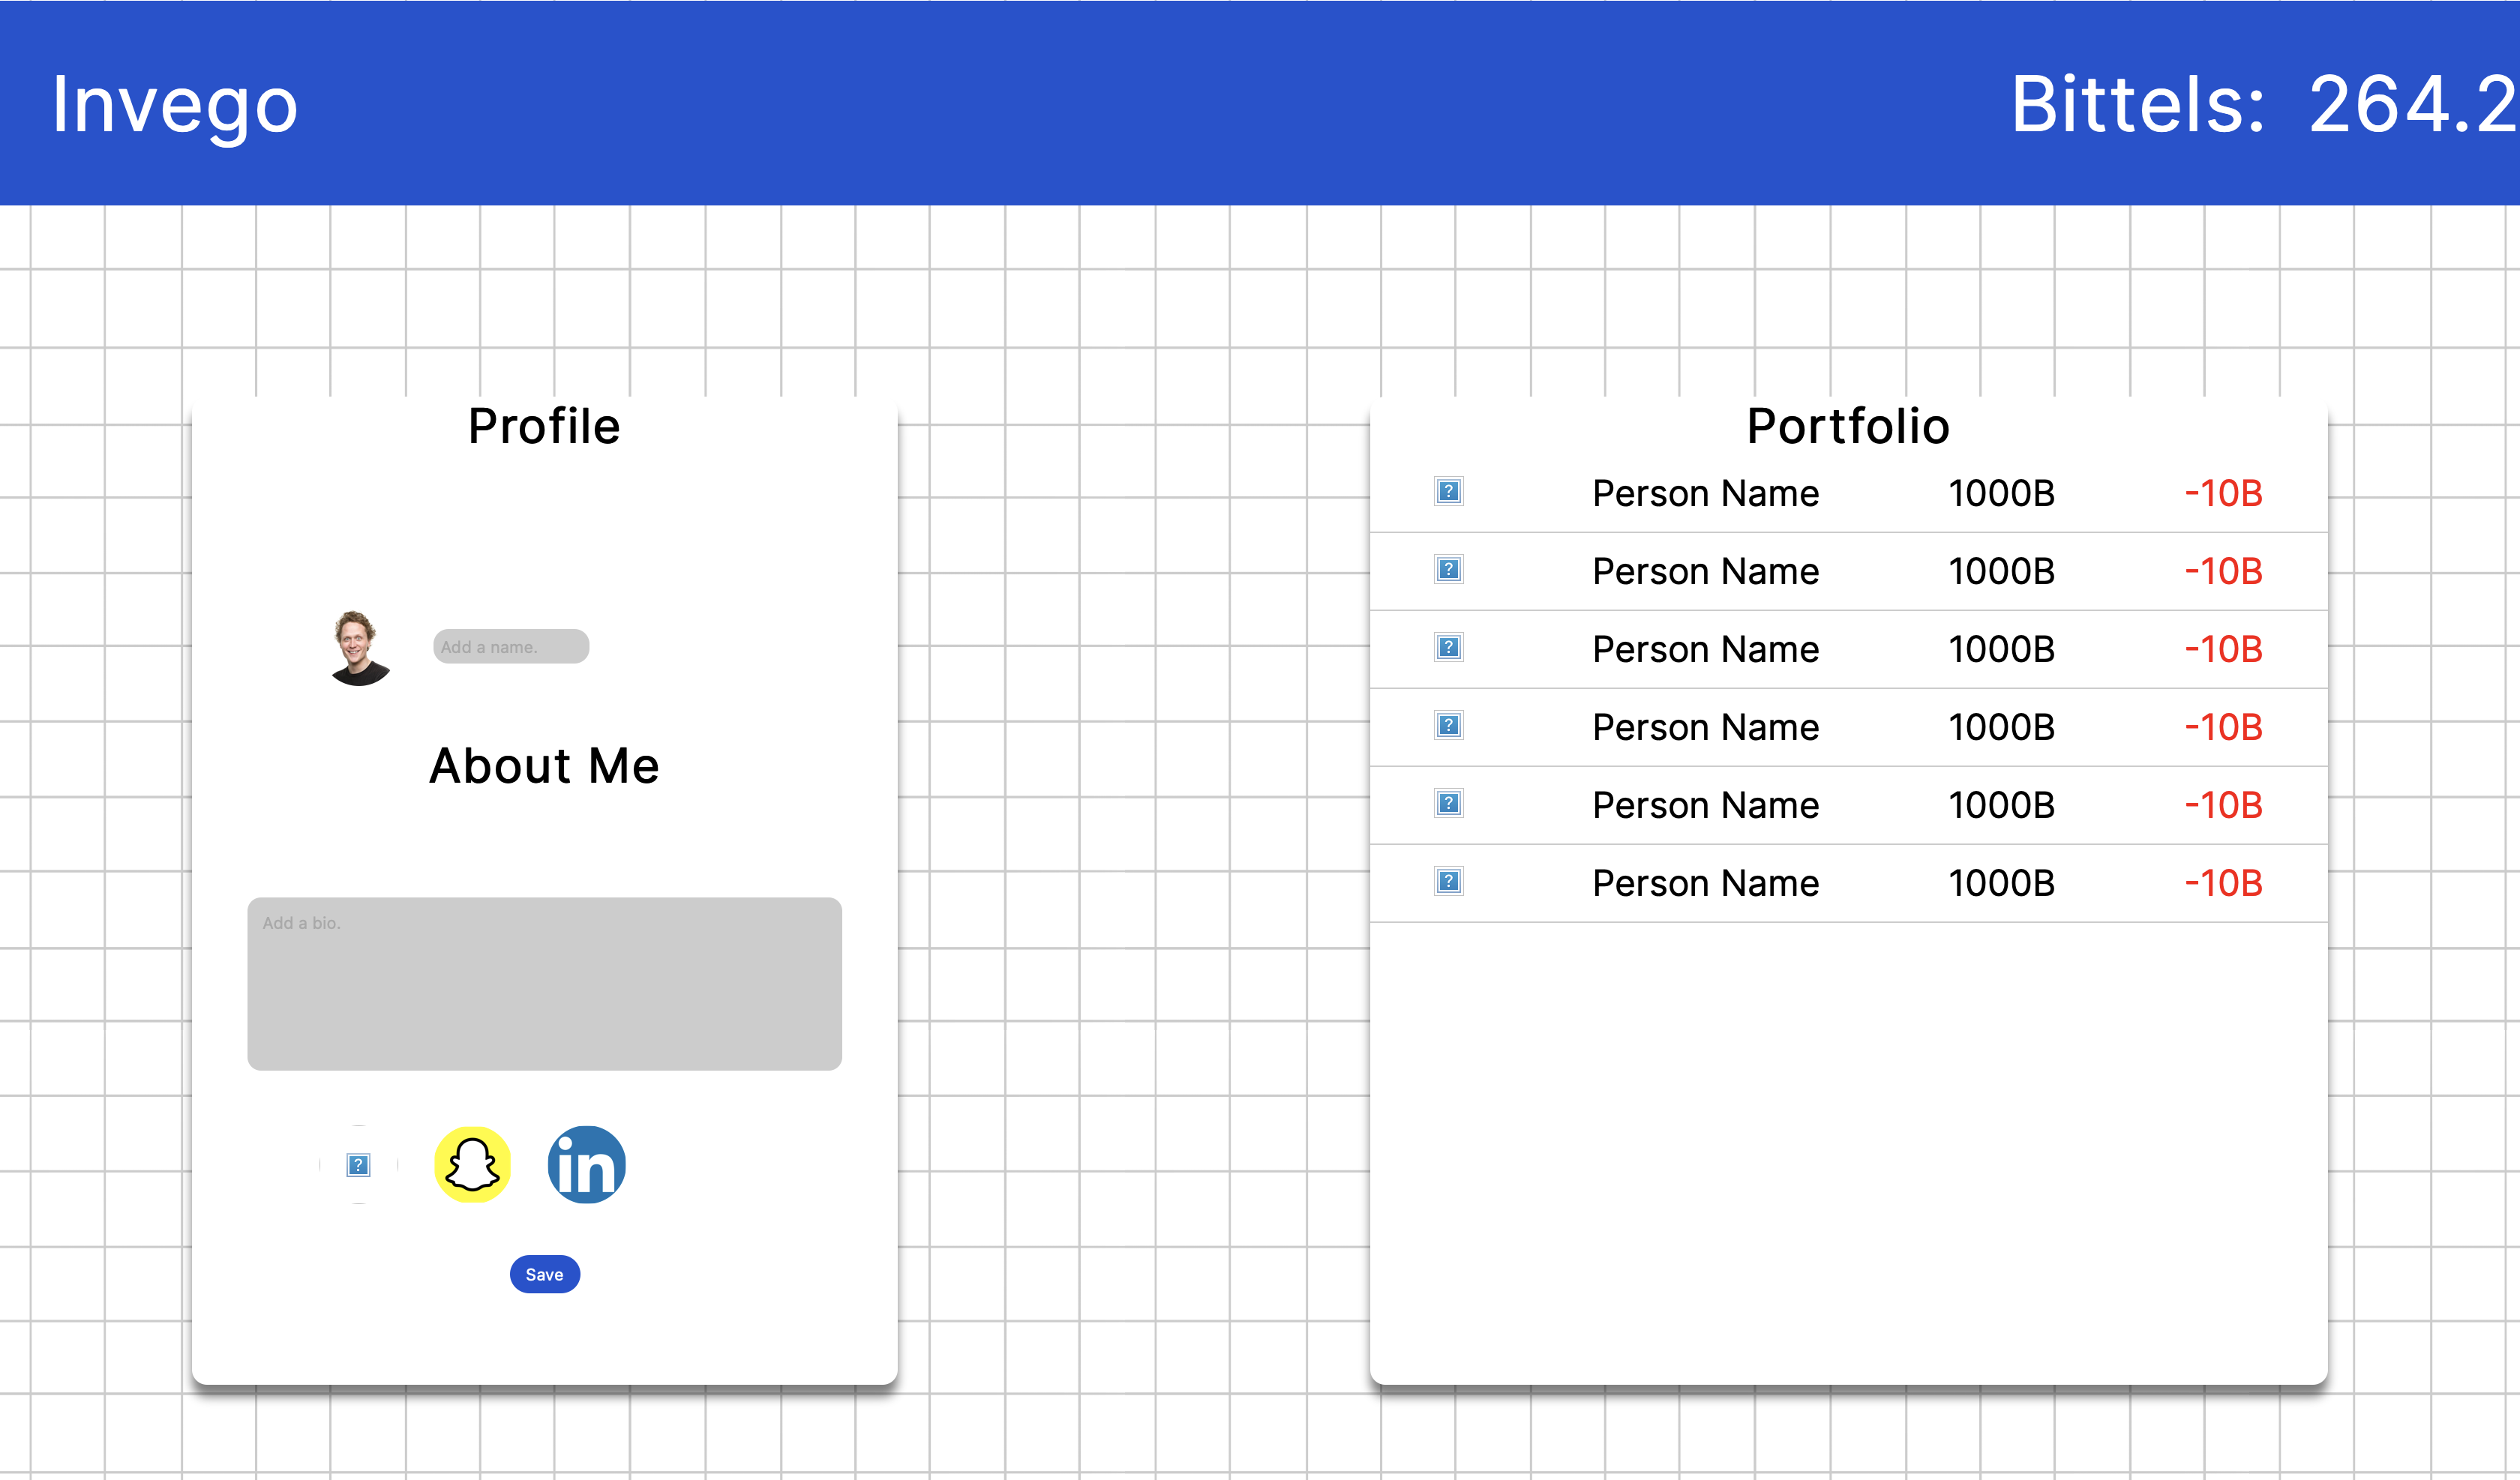 Invego
Bittels: 264.2
Profile
Add a name.
About Me
Add a bio.
in
Save
Portfolio
Person Name 1000B -10B
Person Name 1000B -10B
Person Name 1000B -10B
Person Name 1000B -10B
Person Name 1000B -10B
Person Name 1000B -10B